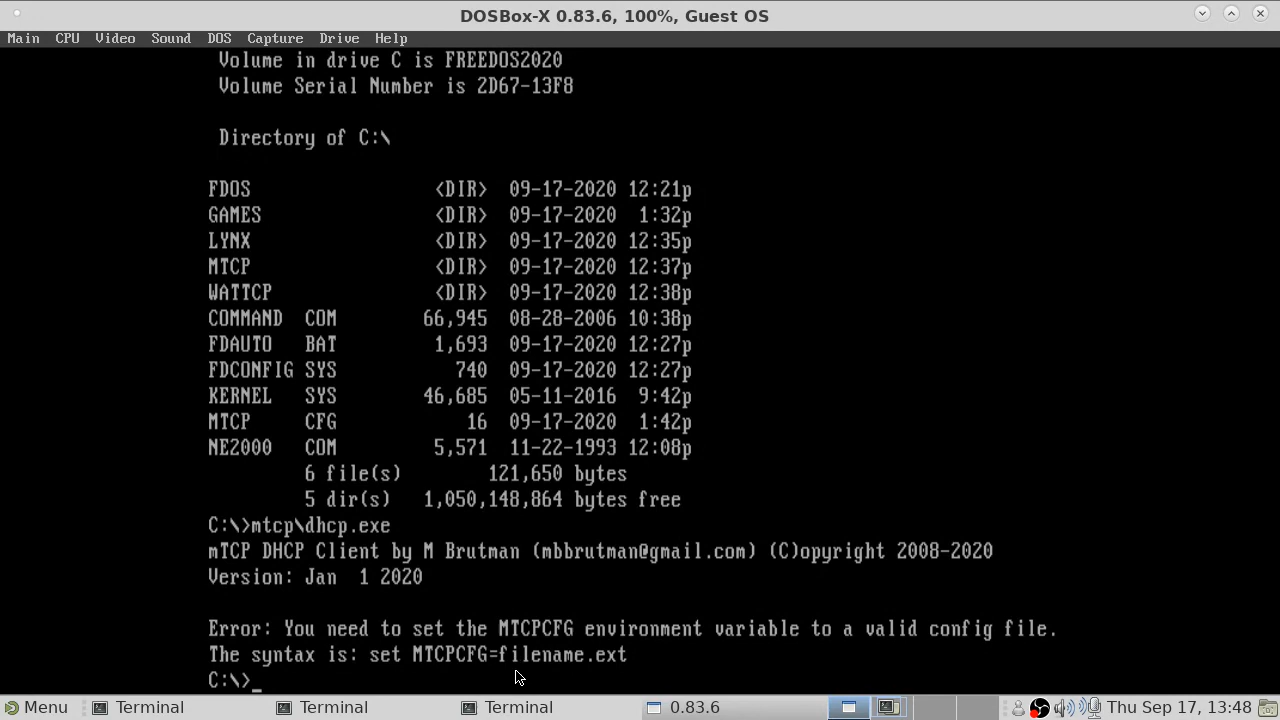 DOSBox-X 0.83.6, 100%, Guest OS
Main CPU Video Sound DOS Capture Drive Help
Volume in drive C is FREEDOS2020
Volume Serial Number is 2D67-13F8
Directory of C:\
FDOS <DIR> 09-17-2020 12:21p
GAMES <DIR> 09-17-2020 1:32p
LYNX <DIR> 09-17-2020 12:35p
MTCP <DIR> 09-17-2020 12:37p
WATTCP <DIR> 09-17-2020 12:38p
COMMAND COM 66,945 08-28-2006 10:38p
FDAUTO BAT 1,693 09-17-2020 12:27p
FDCONFIG SYS 740 09-17-2020 12:27p
KERNEL SYS 46,685 05-11-2016 9:42p
MTCP CFG 16 09-17-2020 1:42p
NE2000 COM 5,571 11-22-1993 12:08p
6 file(s) 121,650 bytes
5 dir(s) 1,050,148,864 bytes free
C:\>mtcp\dhcp.exe
mTCP DHCP Client by M Brutman (mbbrutman@gmail.com) (C)opyright 2008-2020
Version: Jan 1 2020
Error: You need to set the MTCPCFG environment variable to a valid config file.
The syntax is: set MTCPCFG=filename.ext
C:\>_
Menu Terminal Terminal Terminal 0.83.6 Thu Sep 17, 13:48